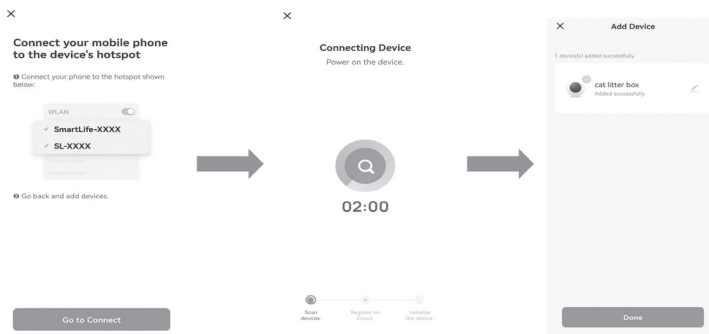 Connect your mobile phone
to the device's hotspot
❶ Connect your phone to the hotspot shown
below:
WLAN
SmartLife-XXXX
SL-XXXX
❷ Go back and add devices.
Go to Connect
Connecting Device
Power on the device.
02:00
Scan
devices.
Register on
Cloud.
Initialize
the device.
Add Device
1 device(s) added successfully
cat litter box
Added successfully
Done